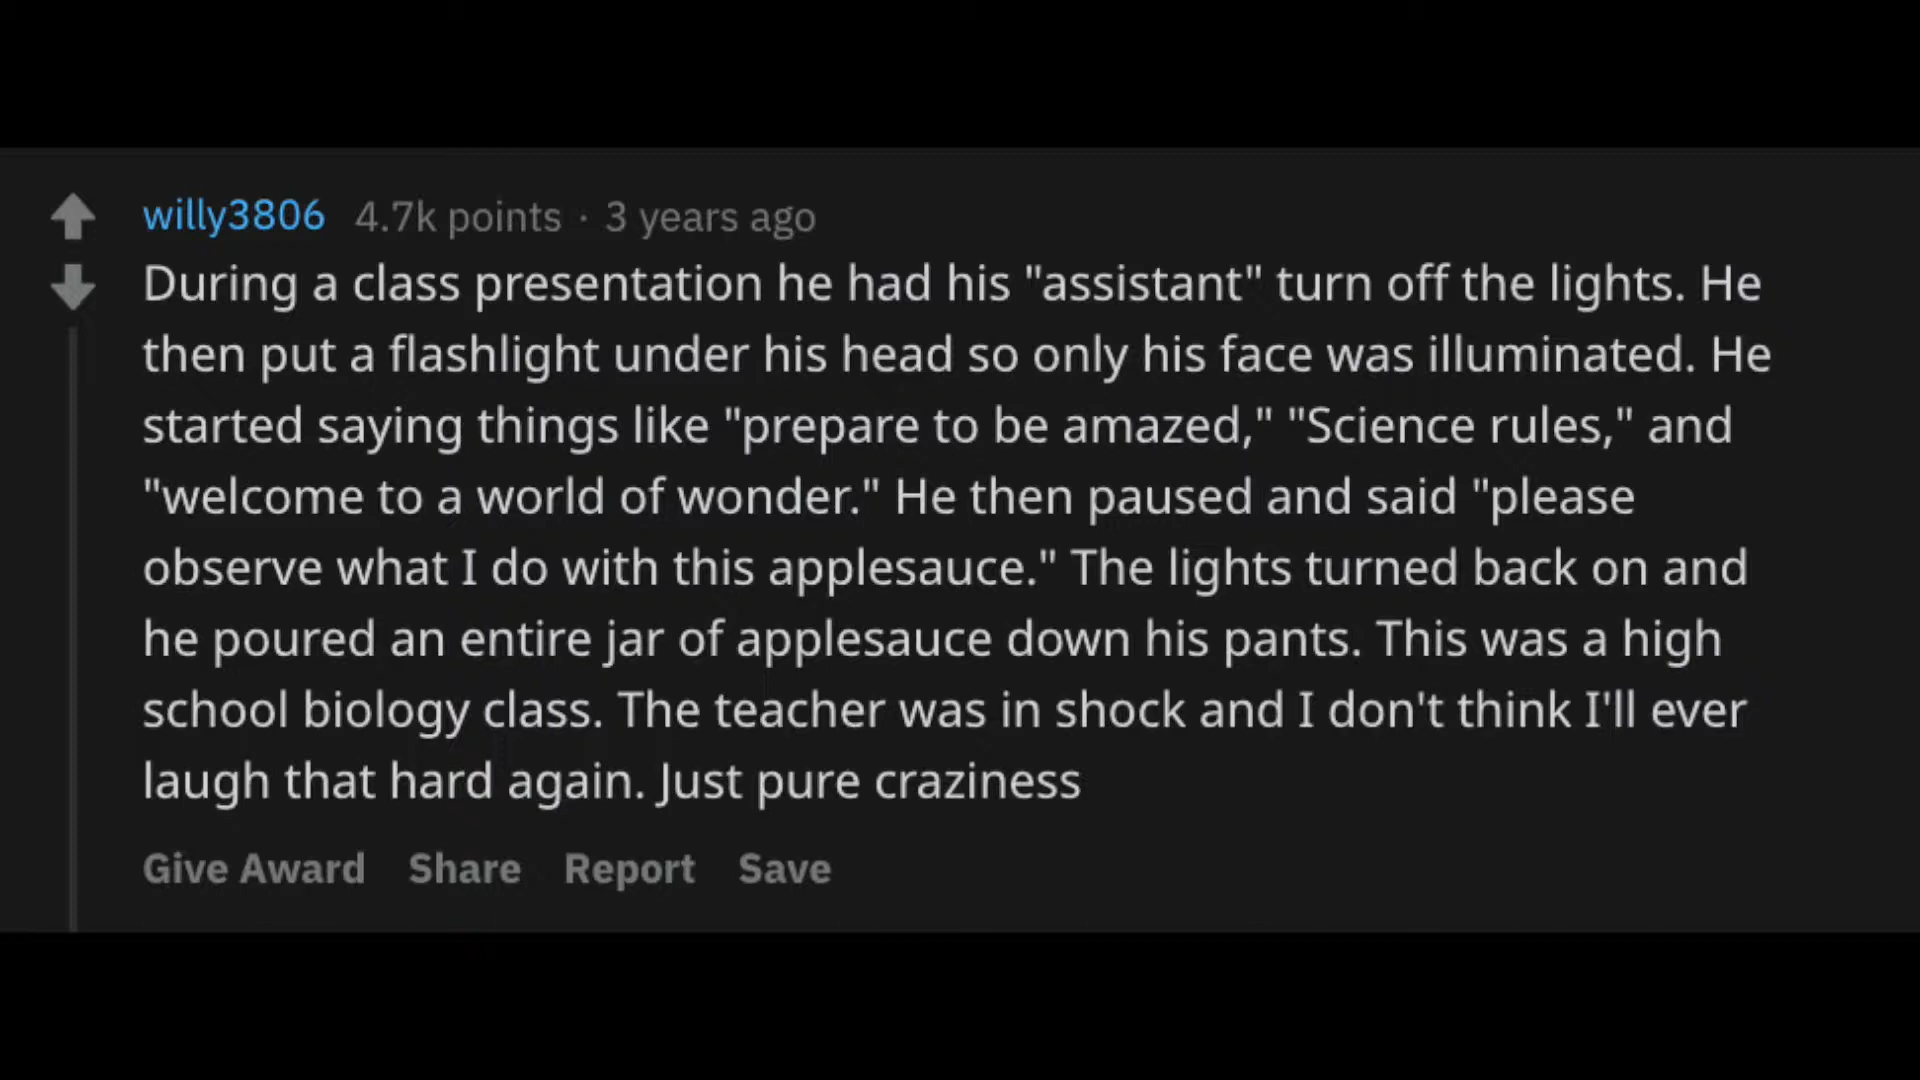 willy3806 4.7k points · 3 years ago
During a class presentation he had his "assistant" turn off the lights. He
then put a flashlight under his head so only his face was illuminated. He
started saying things like "prepare to be amazed," "Science rules," and
"welcome to a world of wonder." He then paused and said "please
observe what I do with this applesauce." The lights turned back on and
he poured an entire jar of applesauce down his pants. This was a high
school biology class. The teacher was in shock and I don't think I'll ever
laugh that hard again. Just pure craziness
Give Award Share Report Save